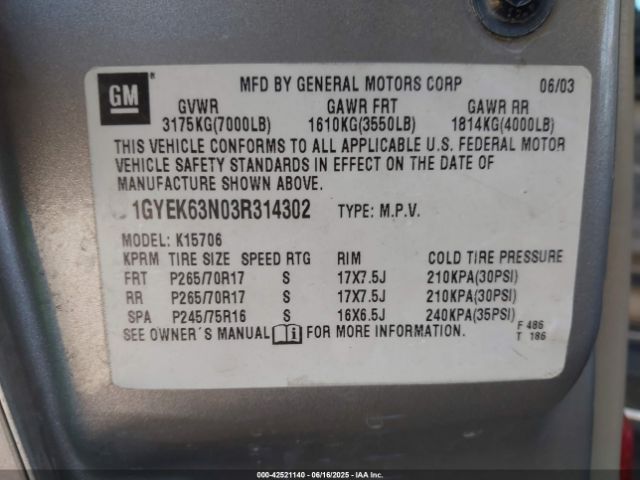 GM
MFD BY GENERAL MOTORS CORP 06/03
GVWR GAWR FRT GAWR RR
3175KG(7000LB) 1610KG(3550LB) 1814KG(4000LB)
THIS VEHICLE CONFORMS TO ALL APPLICABLE U.S. FEDERAL MOTOR
VEHICLE SAFETY STANDARDS IN EFFECT ON THE DATE OF
MANUFACTURE SHOWN ABOVE.
1GYEK63N03R314302 TYPE: M.P.V.
MODEL: K15706
KPRM TIRE SIZE SPEED RTG RIM COLD TIRE PRESSURE
FRT P265/70R17 S 17X7.5J 210KPA(30PSI)
RR P265/70R17 S 17X7.5J 210KPA(30PSI)
SPA P245/75R16 S 16X6.5J 240KPA(35PSI)
SEE OWNER´S MANUAL FOR MORE INFORMATION.
F 486
T 186
000-42521140 - 06/16/2025 - IAA, Inc.